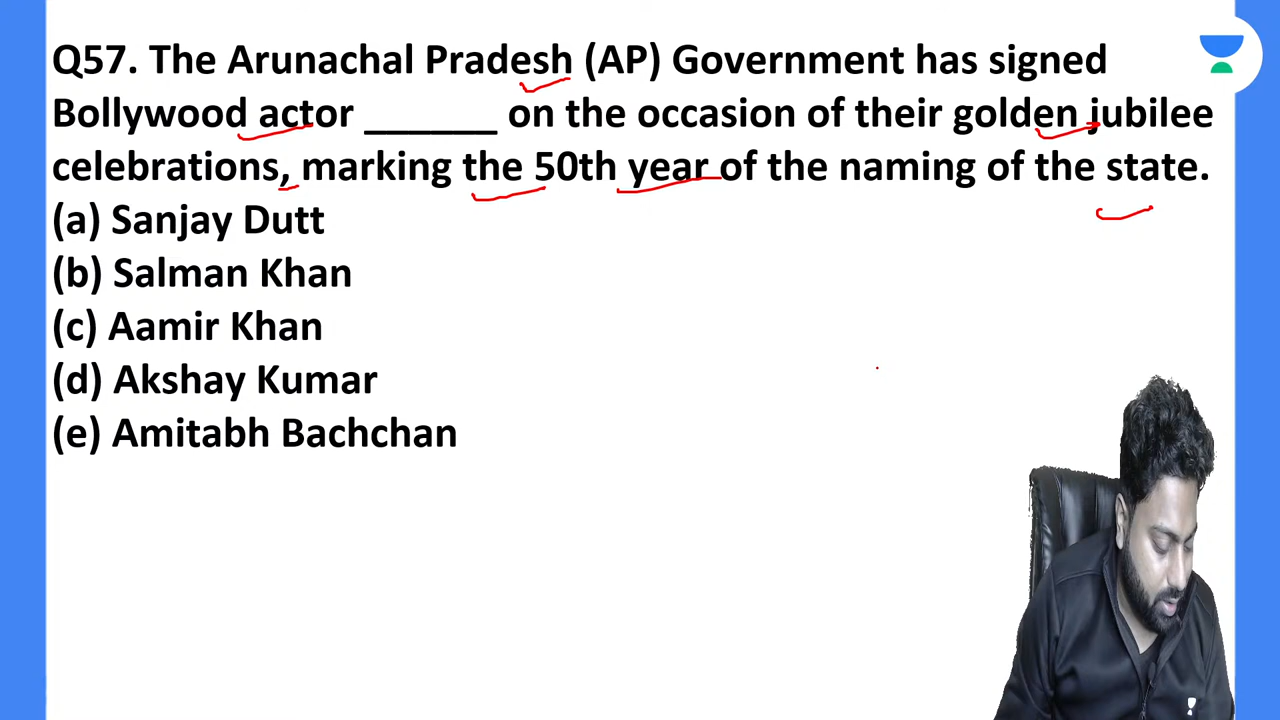 Q57. The Arunachal Pradesh (AP) Government has signed
Bollywood actor ______ on the occasion of their golden jubilee
celebrations, marking the 50th year of the naming of the state.
(a) Sanjay Dutt
(b) Salman Khan
(c) Aamir Khan
(d) Akshay Kumar
(e) Amitabh Bachchan